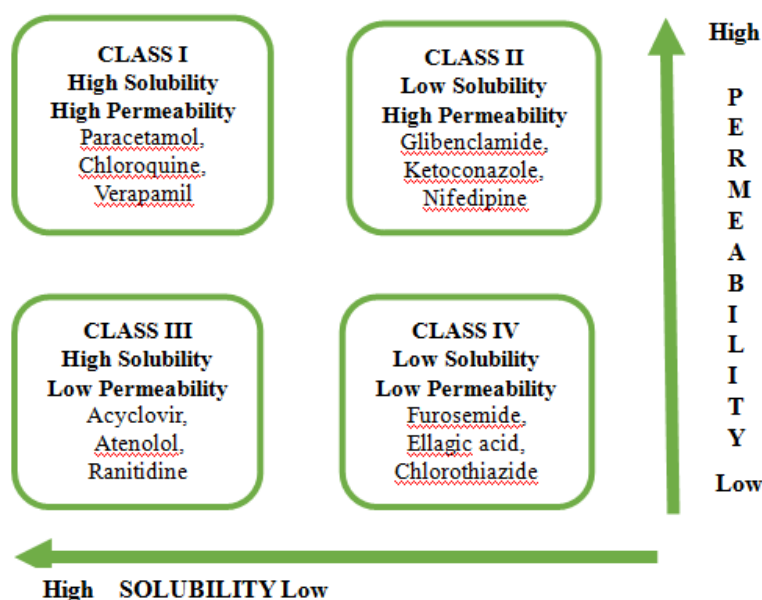 CLASS I
High Solubility
High Permeability
Paracetamol,
Chloroquine,
Verapamil
CLASS II
Low Solubility
High Permeability
Glibenclamide,
Ketoconazole,
Nifedipine
CLASS III
High Solubility
Low Permeability
Acyclovir,
Atenolol,
Ranitidine
CLASS IV
Low Solubility
Low Permeability
Furosemide,
Ellagic acid,
Chlorothiazide
High
P
E
R
M
E
A
B
I
L
I
T
Y
Low
High SOLUBILITY Low